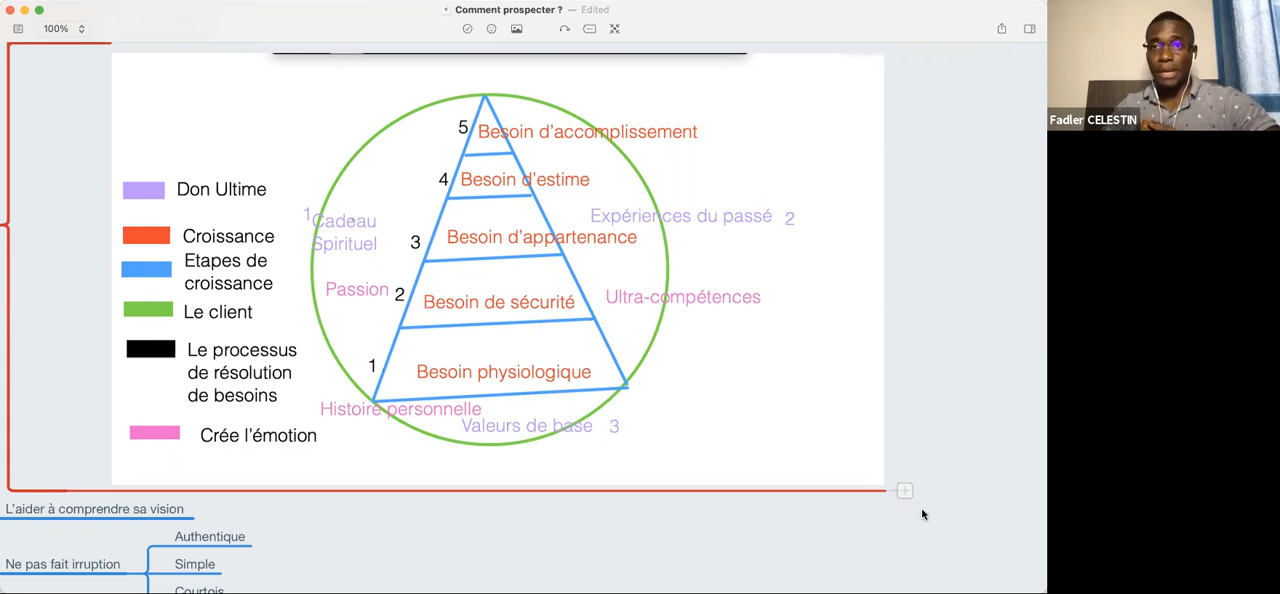 Comment prospecter ? — Edited
100%
Fadler CELESTIN
5 Besoin d'accomplissement
4 Besoin d'estime
Don Ultime
1 Cadeau
Spirituel
Expériences du passé 2
3 Besoin d'appartenance
Croissance
Etapes de
croissance
Passion
2 Besoin de sécurité
Ultra-compétences
Le client
Le processus
de résolution
de besoins
1 Besoin physiologique
Histoire personnelle
Valeurs de base 3
Crée l'émotion
L'aider à comprendre sa vision
Authentique
Ne pas fait irruption
Simple
Courtois